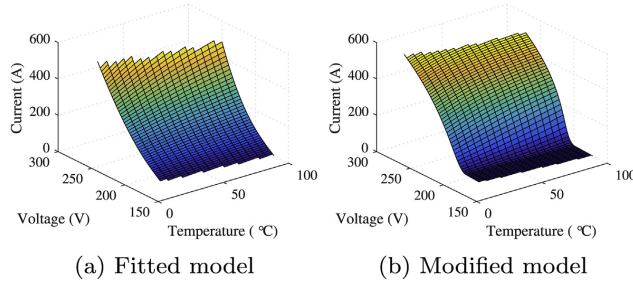 600
400
200
0
300
250
200
150
0
50
100
Current (A)
Voltage (V)
Temperature ( °C)
(a) Fitted model
600
400
200
0
300
250
200
150
0
50
100
Current (A)
Voltage (V)
Temperature ( °C)
(b) Modified model